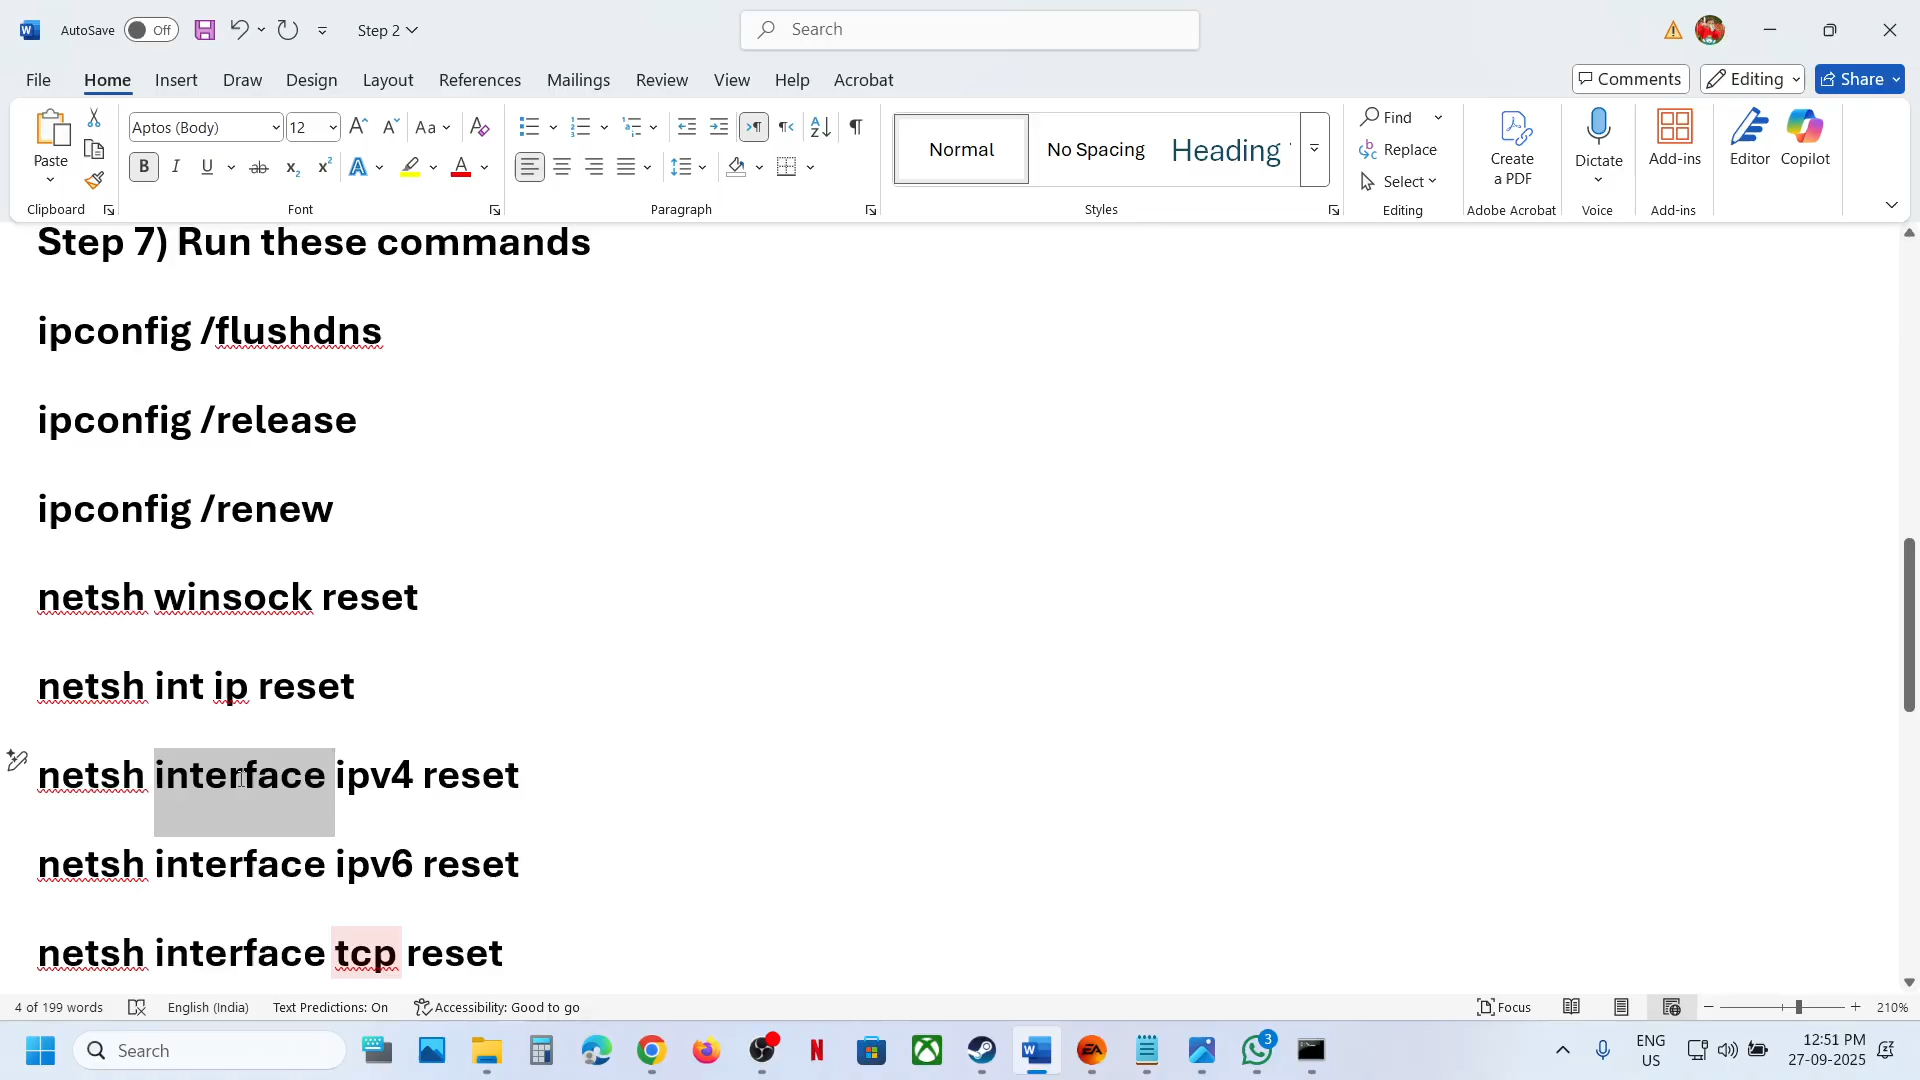 AutoSave Off Step 2 Search
File Home Insert Draw Design Layout References Mailings Review View Help Acrobat Comments Editing Share
Paste Aptos (Body) 12 Aa Normal No Spacing Heading Find Replace Select Create a PDF Dictate Add-ins Editor Copilot
Clipboard Font Paragraph Styles Editing Adobe Acrobat Voice Add-ins
Step 7) Run these commands
ipconfig /flushdns
ipconfig /release
ipconfig /renew
netsh winsock reset
netsh int ip reset
netsh interface ipv4 reset
netsh interface ipv6 reset
netsh interface tcp reset
4 of 199 words English (India) Text Predictions: On Accessibility: Good to go Focus 210%
Search 3 ENG US 12:51 PM 27-09-2025